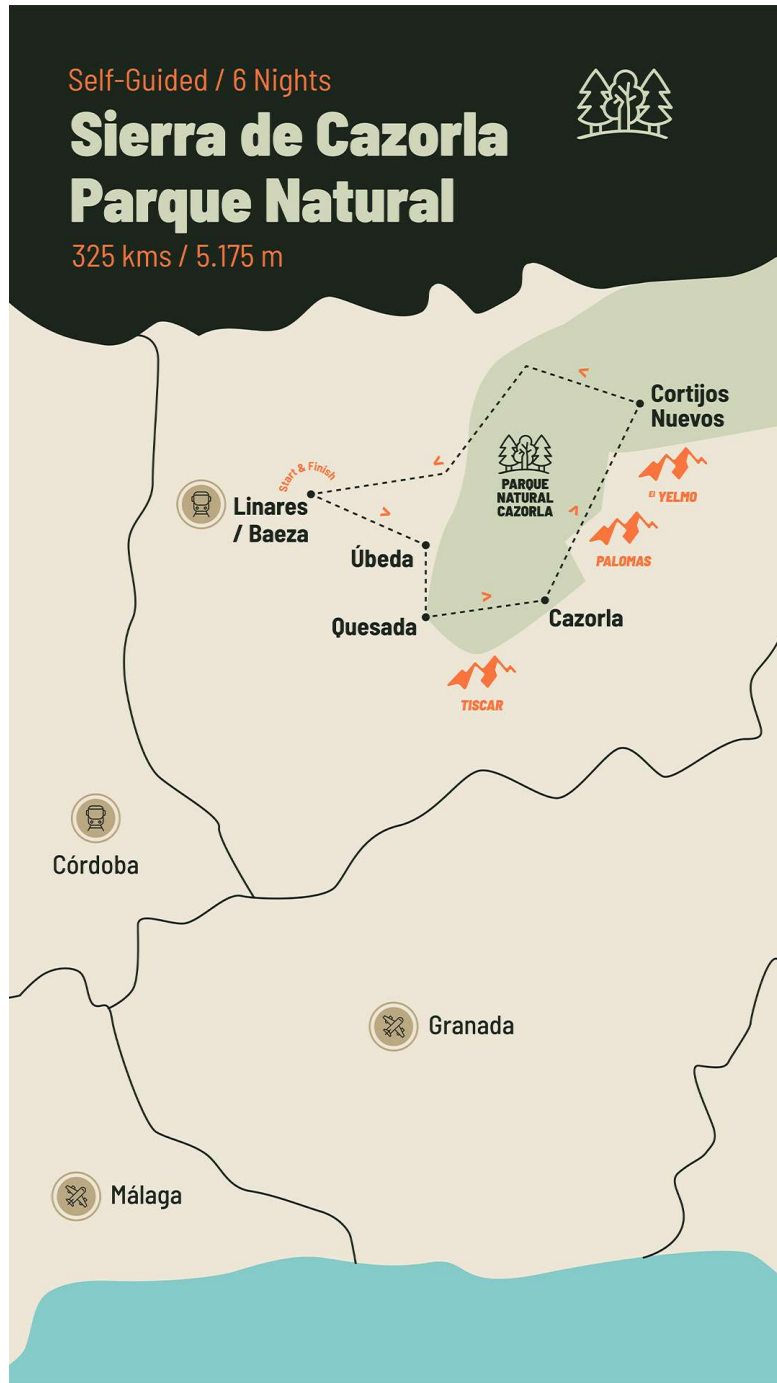 Self-Guided / 6 Nights
Sierra de Cazorla
Parque Natural
325 kms / 5.175 m
Cortijos
Nuevos
PARQUE
NATURAL
CAZORLA
El YELMO
Start & Finish
Linares
/ Baeza
PALOMAS
Úbeda
Quesada
Cazorla
TISCAR
Córdoba
Granada
Málaga